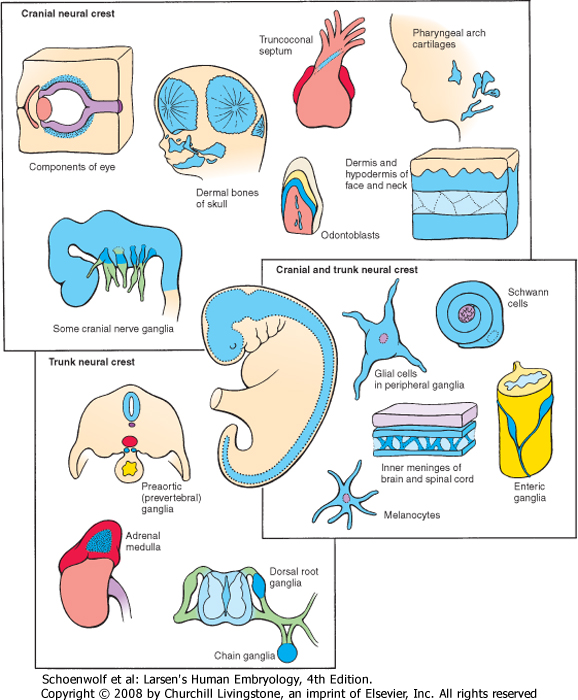 Cranial neural crest
Truncoconal
septum
Pharyngeal arch
cartilages
Components of eye
Dermal bones
of skull
Dermis and
hypodermis of
face and neck
Odontoblasts
Some cranial nerve ganglia
Cranial and trunk neural crest
Schwann
cells
Glial cells
in peripheral ganglia
Inner meninges of
brain and spinal cord
Enteric
ganglia
Melanocytes
Trunk neural crest
Preaortic
(prevertebral)
ganglia
Adrenal
medulla
Dorsal root
ganglia
Chain ganglia
Schoenwolf et al: Larsen's Human Embryology, 4th Edition.
Copyright © 2008 by Churchill Livingstone, an imprint of Elsevier, Inc. All rights reserved